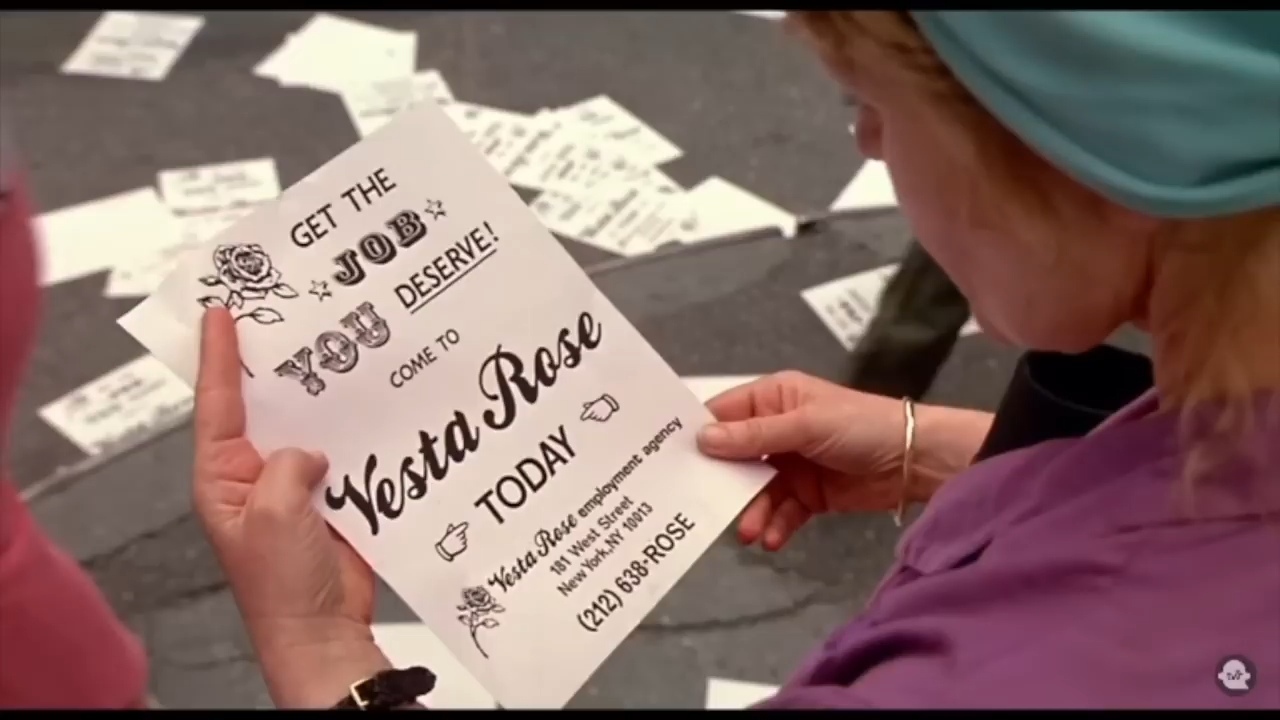 GET THE
JOB
YOU DESERVE!
COME TO
Vesta Rose
TODAY
Vesta Rose employment agency
181 West Street
New York,NY 10013
(212) 638-ROSE